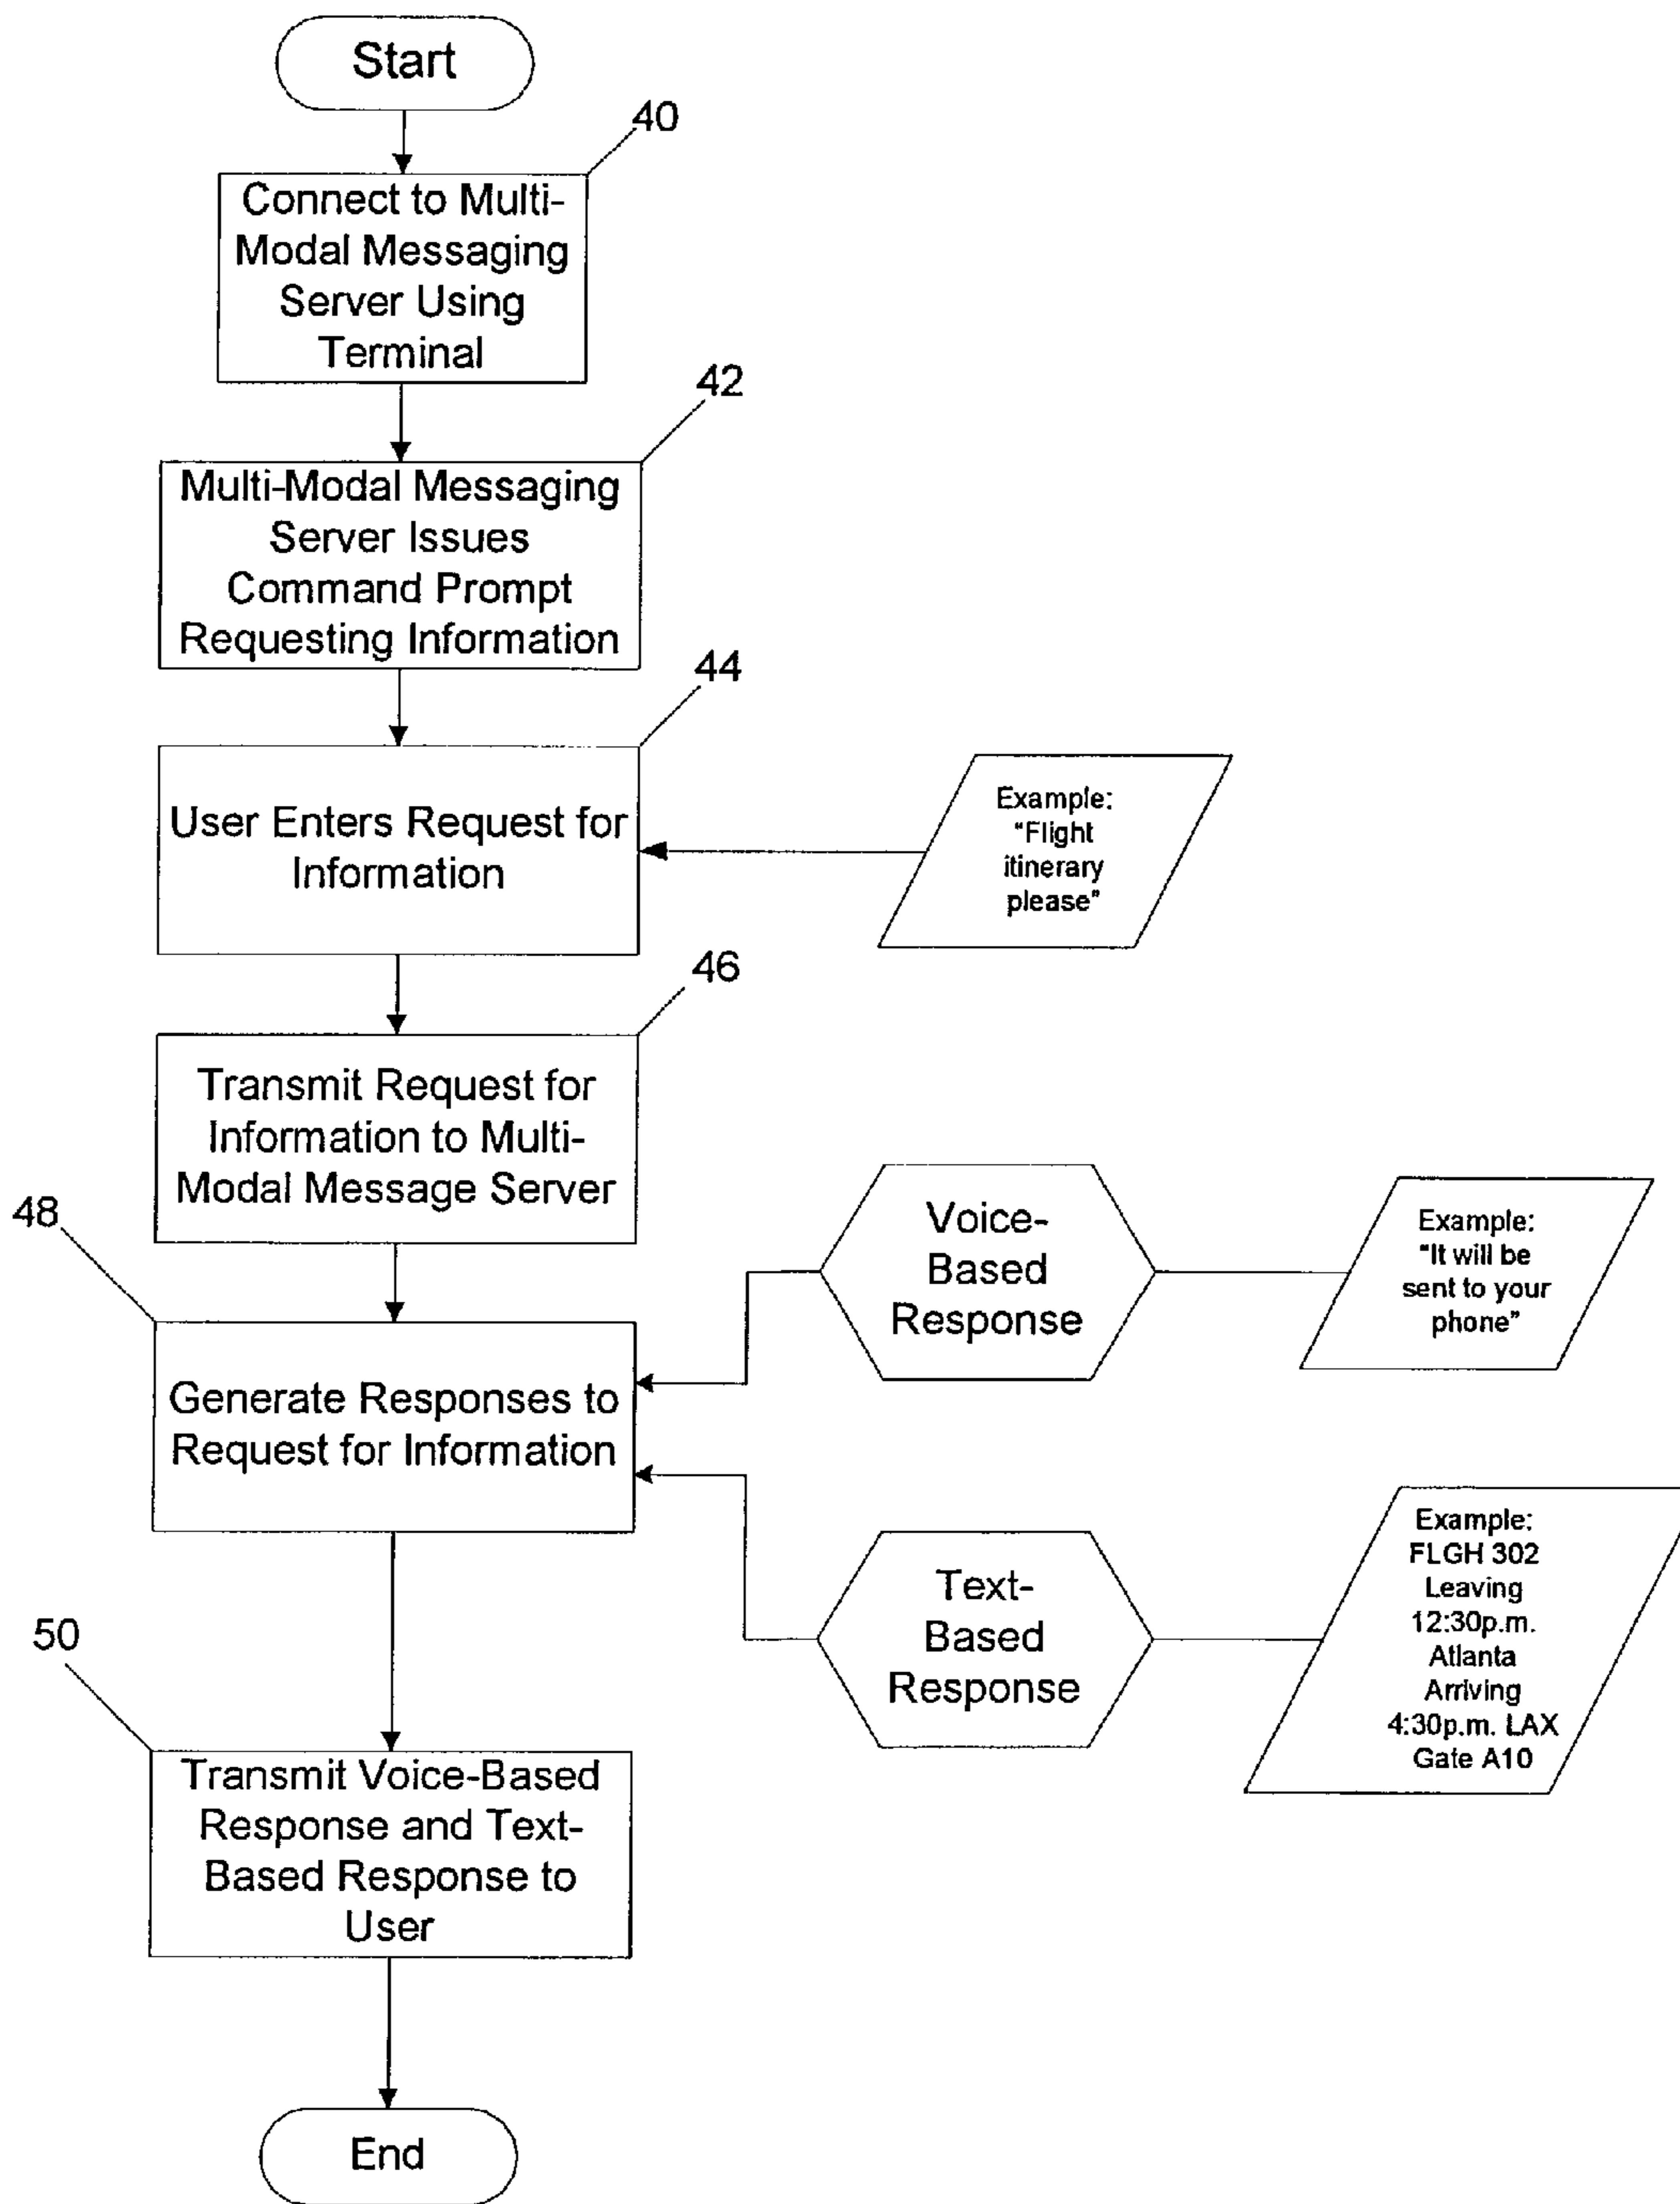 Start
40
Connect to Multi-
Modal Messaging
Server Using
Terminal
42
Multi-Modal Messaging
Server Issues
Command Prompt
Requesting Information
44
User Enters Request for
Information
Example:
"Flight
itinerary
please"
46
Transmit Request for
Information to Multi-
Modal Message Server
48
Generate Responses to
Request for Information
Voice-
Based
Response
Example:
"It will be
sent to your
phone"
Text-
Based
Response
Example:
FLGH 302
Leaving
12:30p.m.
Atlanta
Arriving
4:30p.m. LAX
Gate A10
50
Transmit Voice-Based
Response and Text-
Based Response to
User
End